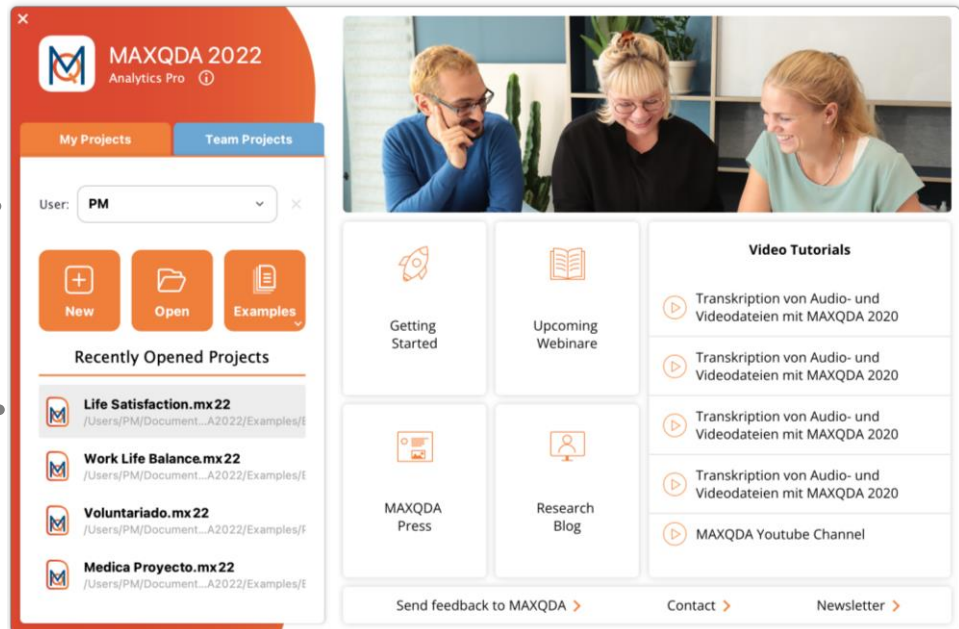 MAXQDA 2022
Analytics Pro
My Projects
Team Projects
User: PM
New
Open
Examples
Recently Opened Projects
Life Satisfaction.mx22
/Users/PM/Document...A2022/Examples/E
Work Life Balance.mx22
/Users/PM/Document...A2022/Examples/E
Voluntariado.mx22
/Users/PM/Document...A2022/Examples/F
Medica Proyecto.mx22
/Users/PM/Document...A2022/Examples/E
Getting
Started
Upcoming
Webinare
MAXQDA
Press
Research
Blog
Video Tutorials
Transkription von Audio- und
Videodateien mit MAXQDA 2020
Transkription von Audio- und
Videodateien mit MAXQDA 2020
Transkription von Audio- und
Videodateien mit MAXQDA 2020
Transkription von Audio- und
Videodateien mit MAXQDA 2020
MAXQDA Youtube Channel
Send feedback to MAXQDA
Contact
Newsletter